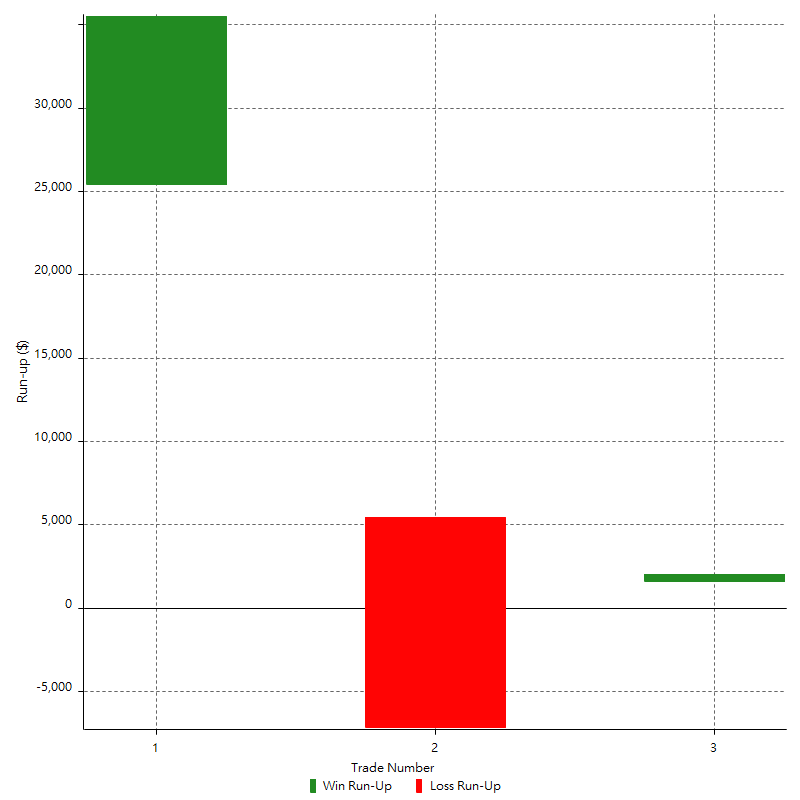 30,000
25,000
20,000
15,000
10,000
5,000
0
-5,000
Run-up ($)
1
2
3
Trade Number
Win Run-Up
Loss Run-Up